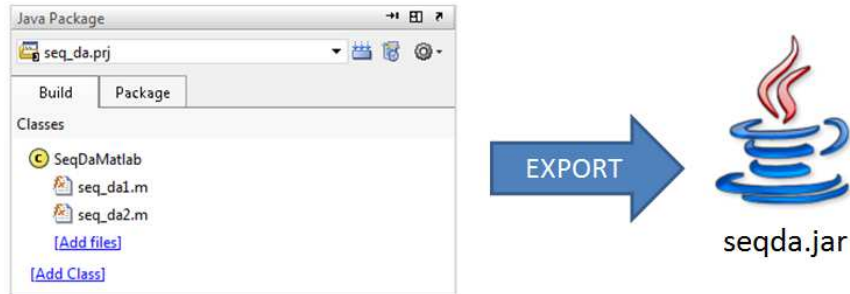 Java Package
seq_da.prj
Build Package
Classes
SeqDaMatlab
seq_da1.m
seq_da2.m
[Add files]
[Add Class]
EXPORT
seqda.jar